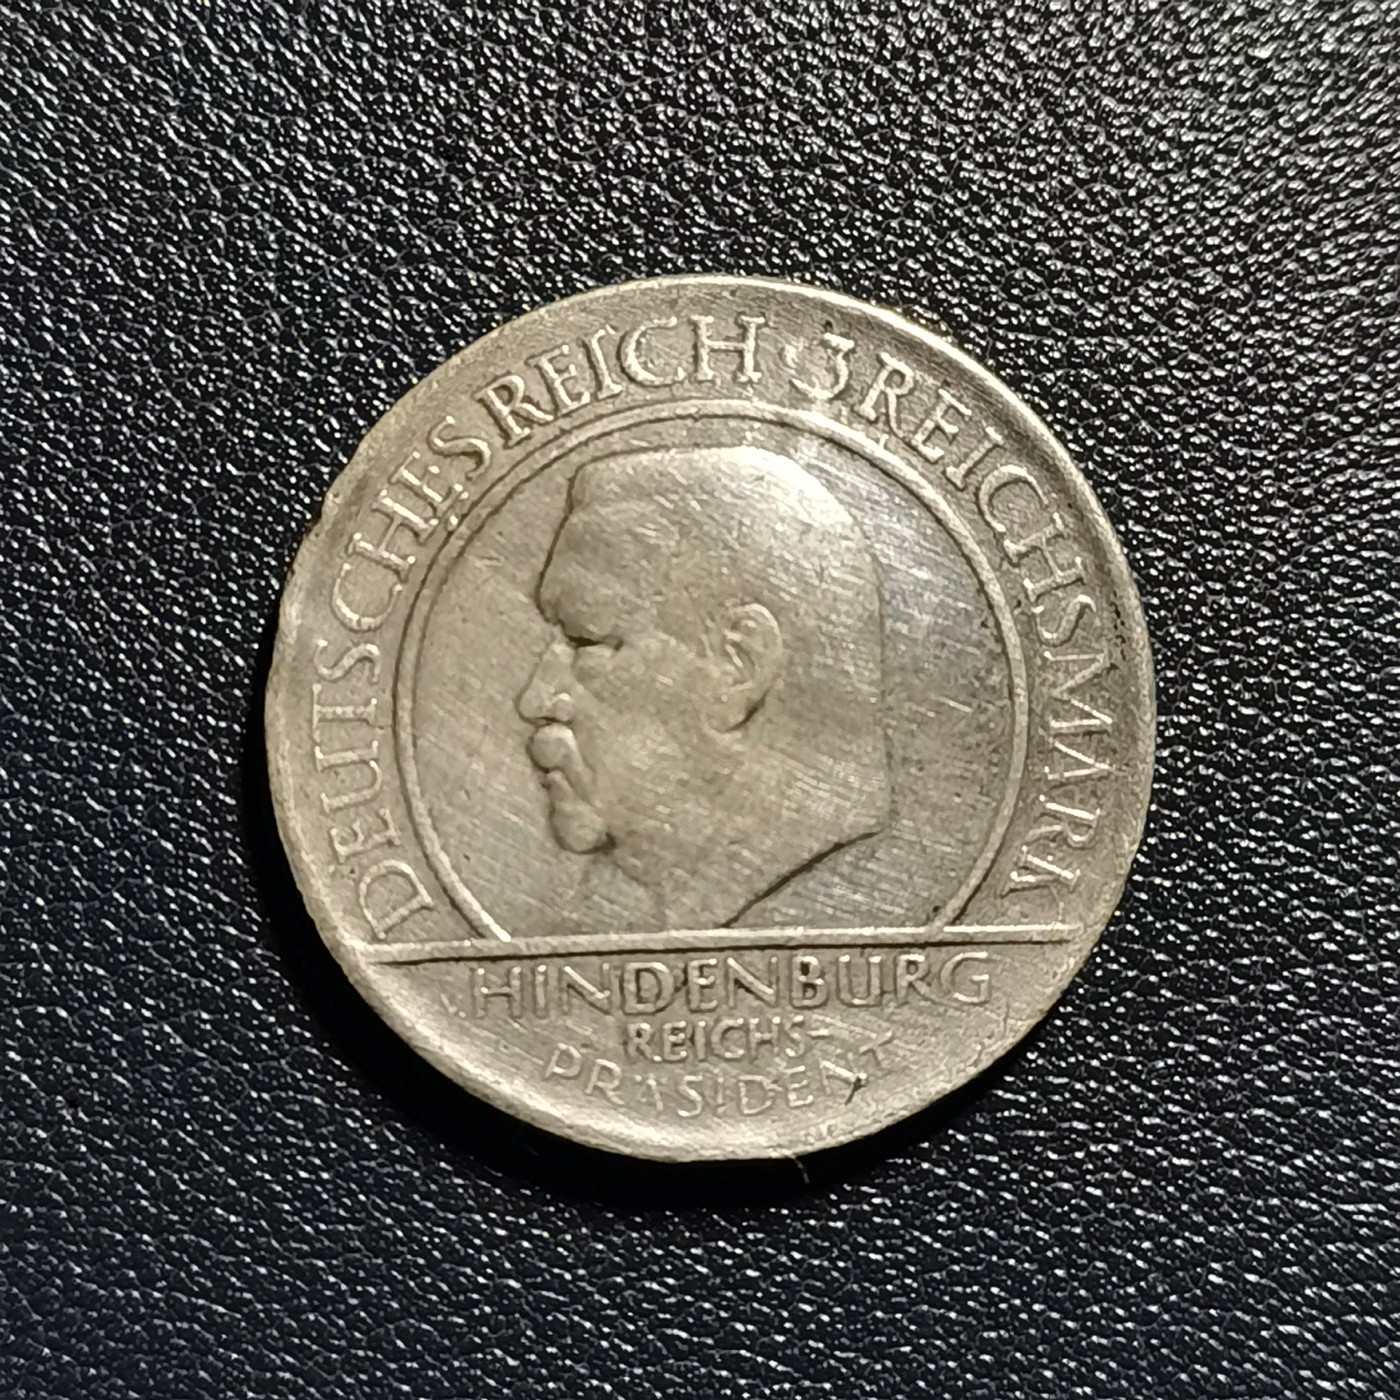 DEUTSCHES REICH 3 REICHSMARK
HINDENBURG
REICHS-
PRÄSIDENT